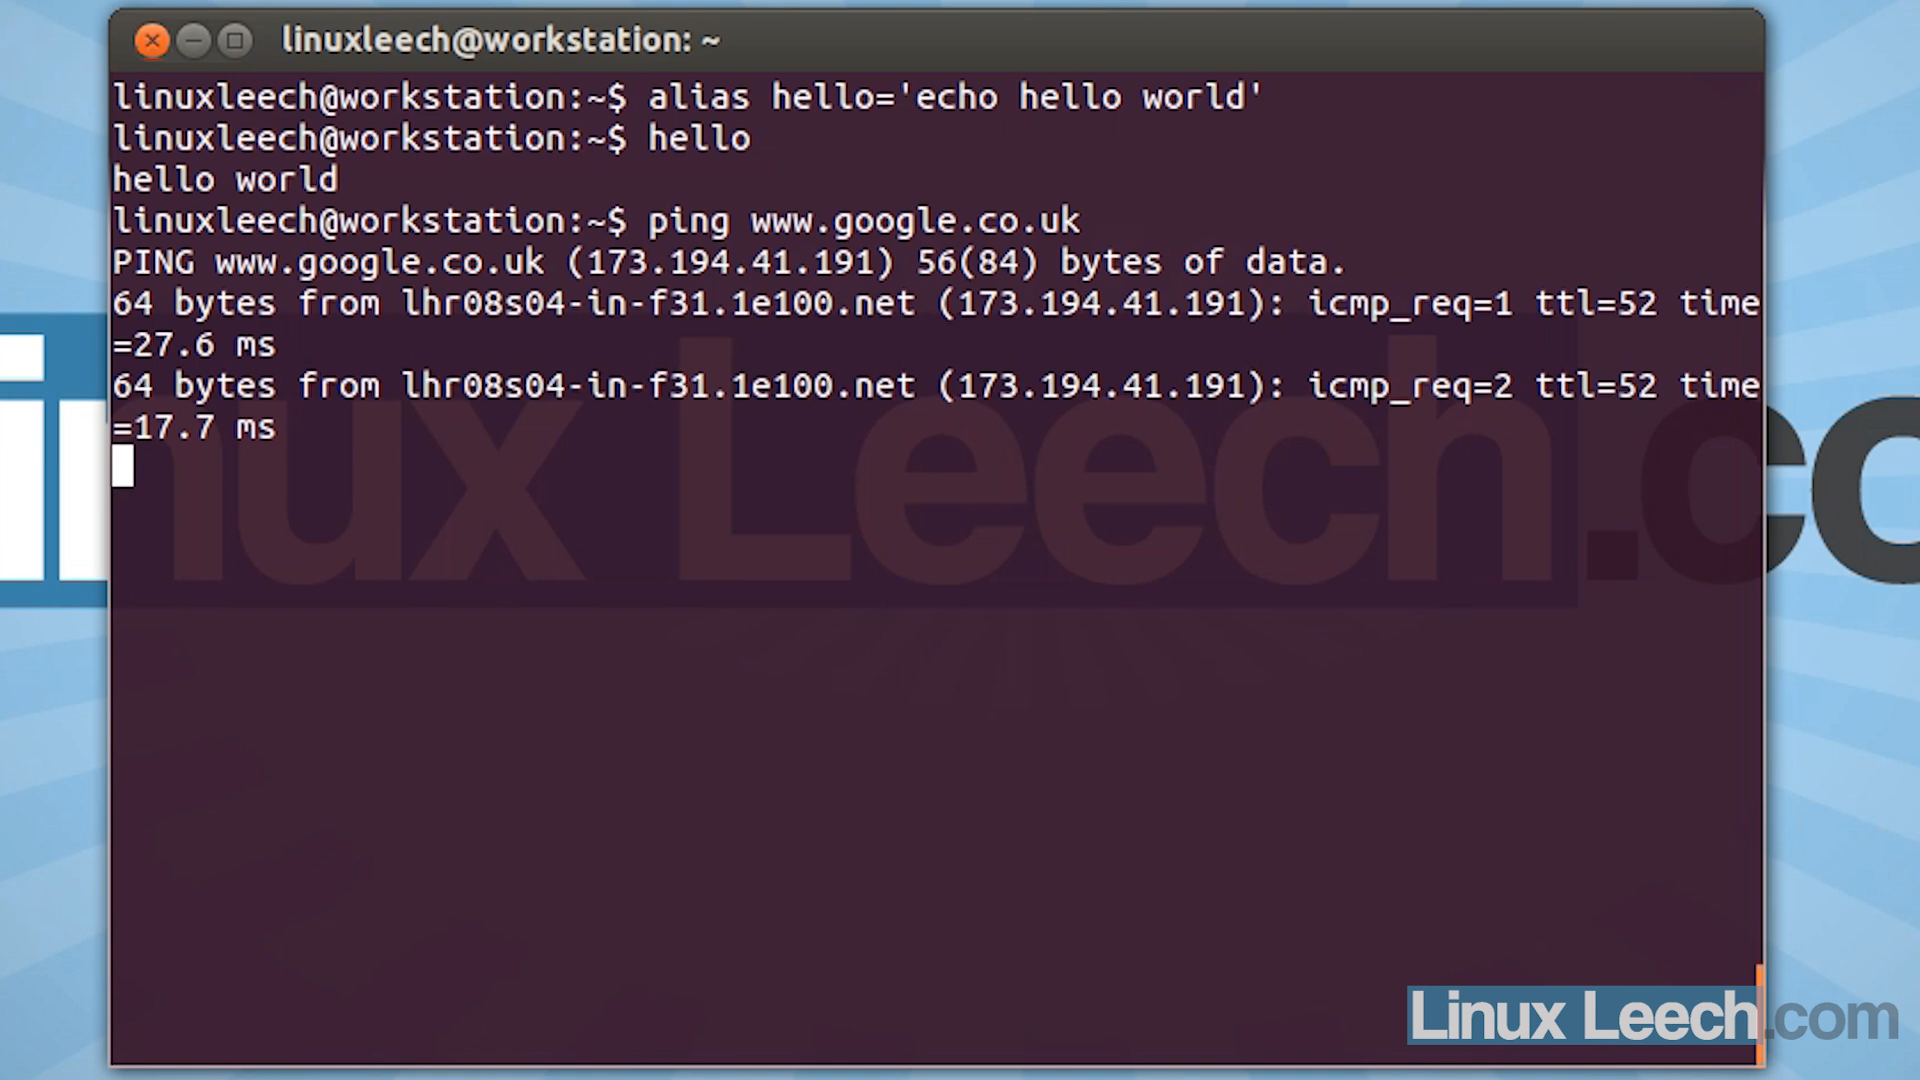 linuxleech@workstation: ~
linuxleech@workstation:~$ alias hello='echo hello world'
linuxleech@workstation:~$ hello
hello world
linuxleech@workstation:~$ ping www.google.co.uk
PING www.google.co.uk (173.194.41.191) 56(84) bytes of data.
64 bytes from lhr08s04-in-f31.1e100.net (173.194.41.191): icmp_req=1 ttl=52 time
=27.6 ms
64 bytes from lhr08s04-in-f31.1e100.net (173.194.41.191): icmp_req=2 ttl=52 time
=17.7 ms
inux Leech.co
Linux Leech.com